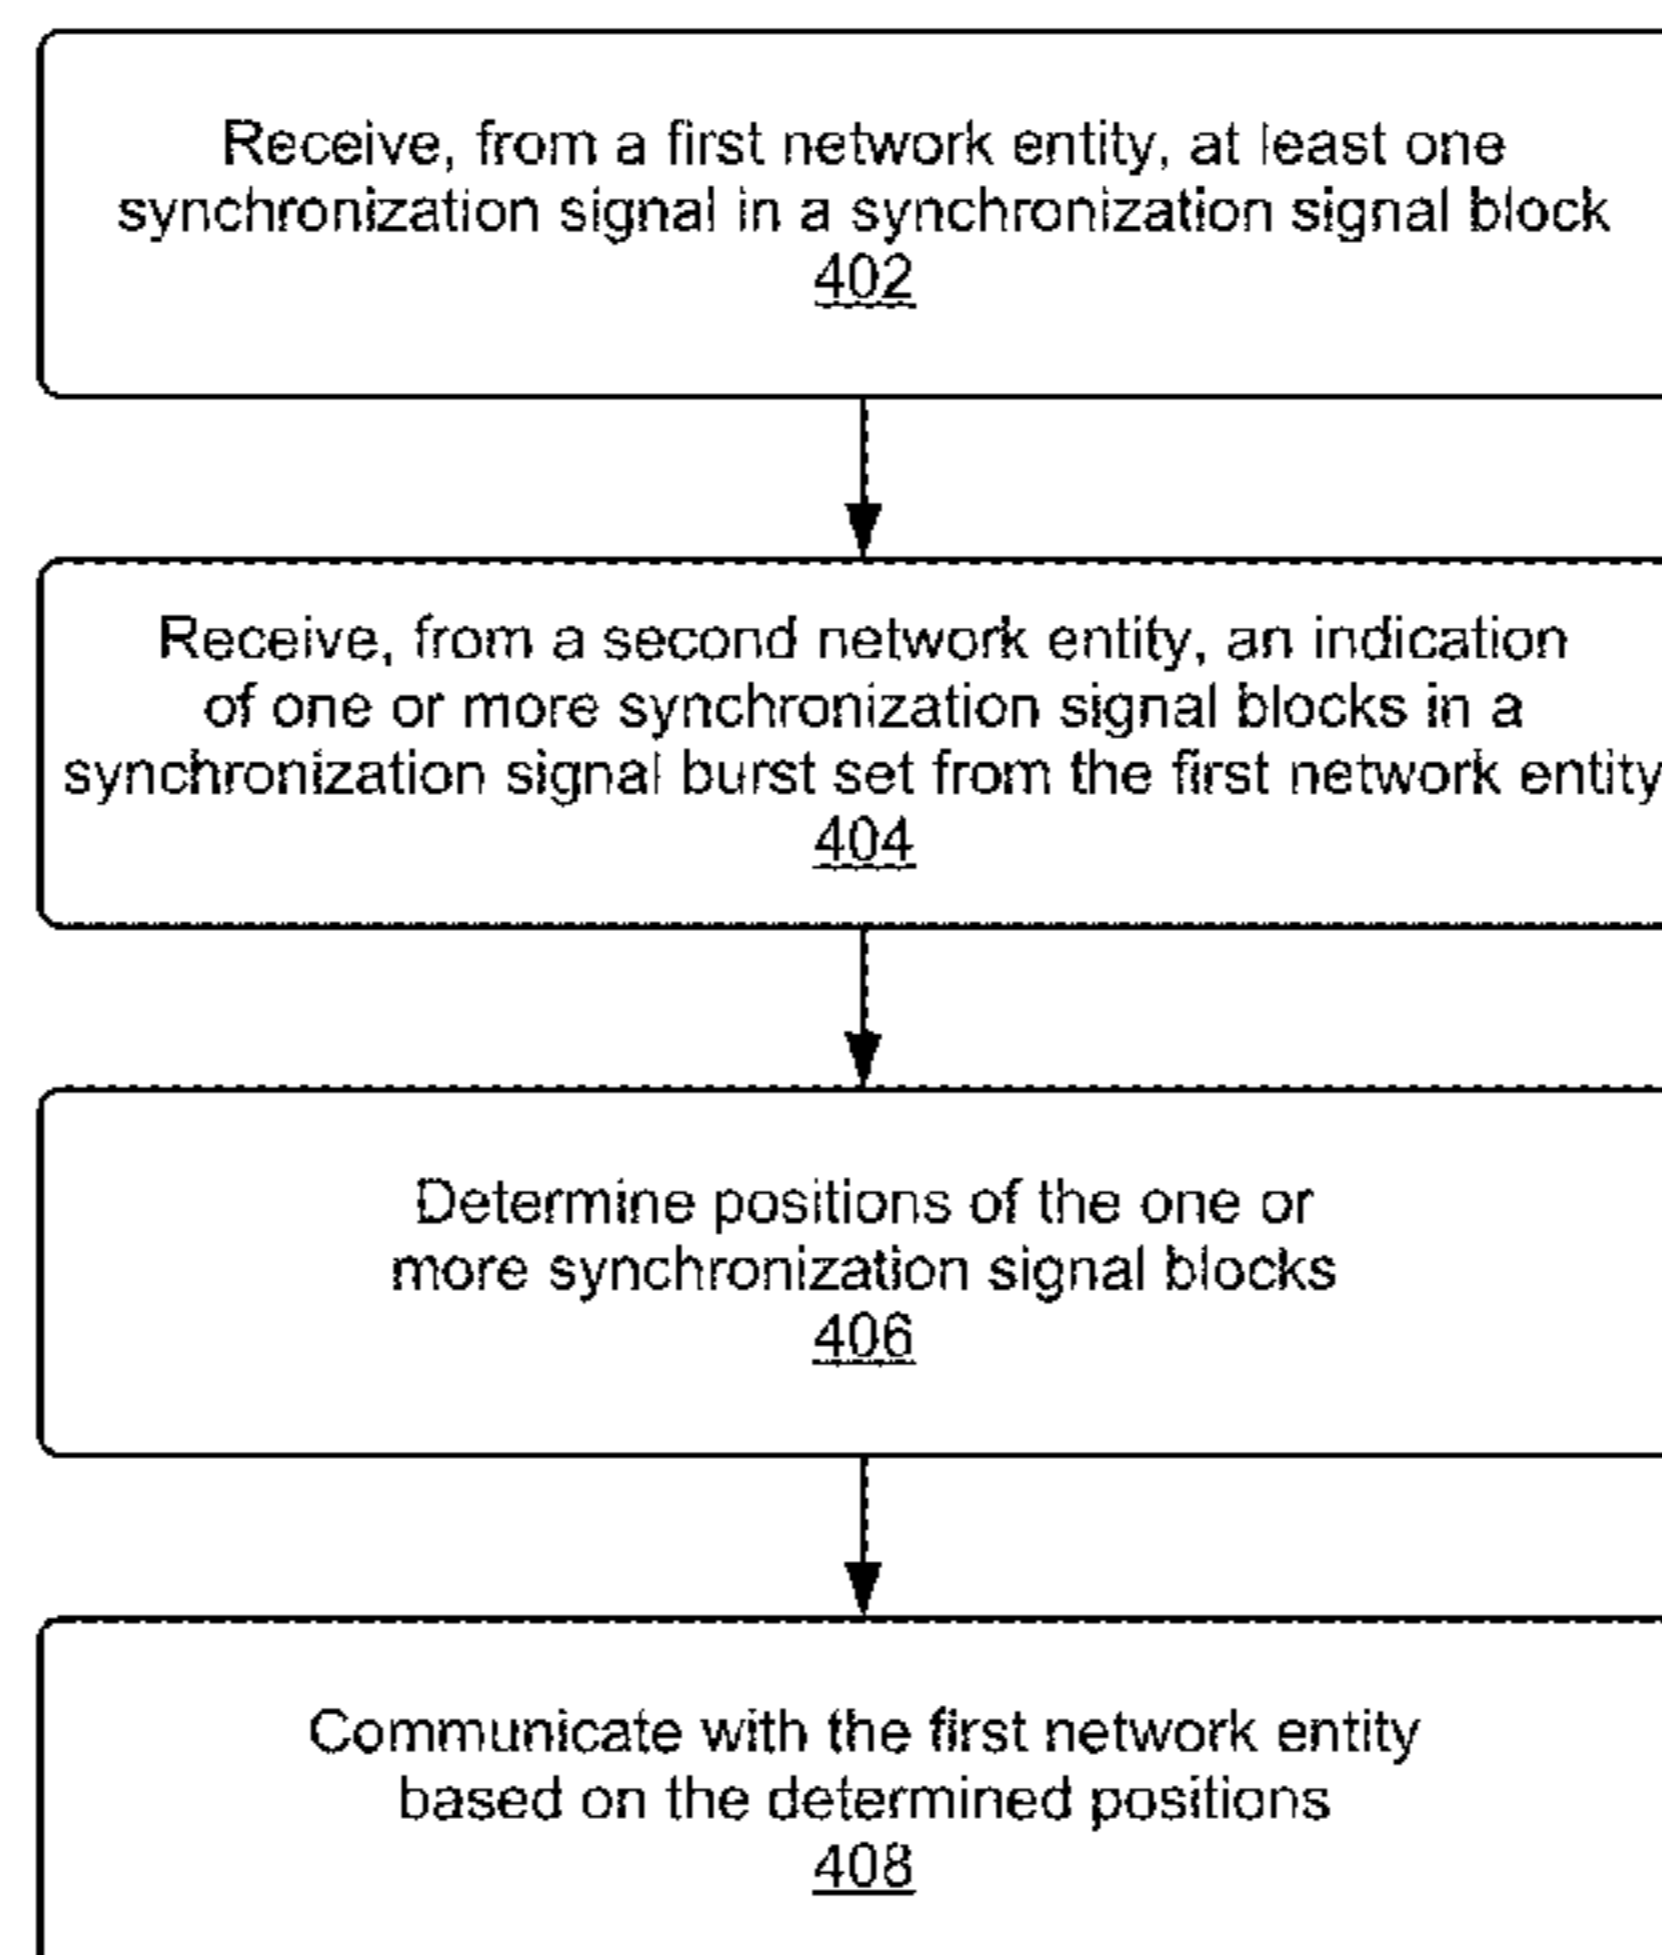 Receive, from a first network entity, at least one
synchronization signal in a synchronization signal block
402
Receive, from a second network entity, an indication
of one or more synchronization signal blocks in a
synchronization signal burst set from the first network entity
404
Determine positions of the one or
more synchronization signal blocks
406
Communicate with the first network entity
based on the determined positions
408